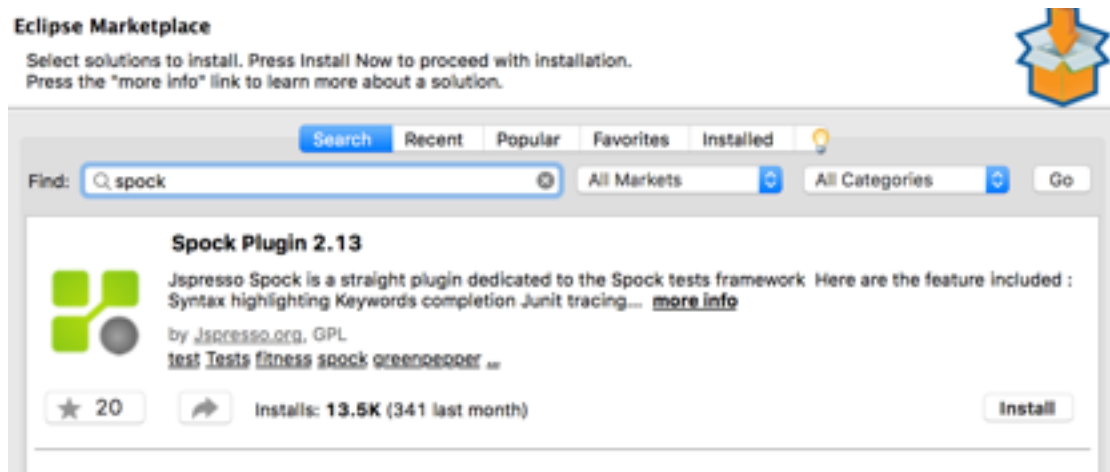 Eclipse Marketplace
Select solutions to install. Press Install Now to proceed with installation.
Press the "more info" link to learn more about a solution.
Search Recent Popular Favorites Installed
Find: spock All Markets All Categories Go
Spock Plugin 2.13
Jspresso Spock is a straight plugin dedicated to the Spock tests framework Here are the feature included :
Syntax highlighting Keywords completion Junit tracing... more info
by Jspresso.org, GPL
test Tests fitness spock greenpepper ...
20 Installs: 13.5K (341 last month) Install